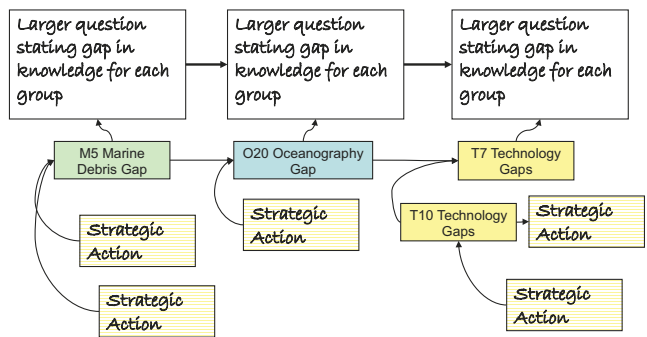 Larger question
stating gap in
knowledge for each
group
Larger question
stating gap in
knowledge for each
group
Larger question
stating gap in
knowledge for each
group
M5 Marine
Debris Gap
O20 Oceanography
Gap
T7 Technology
Gaps
Strategic
Action
Strategic
Action
T10 Technology
Gaps
Strategic
Action
Strategic
Action
Strategic
Action